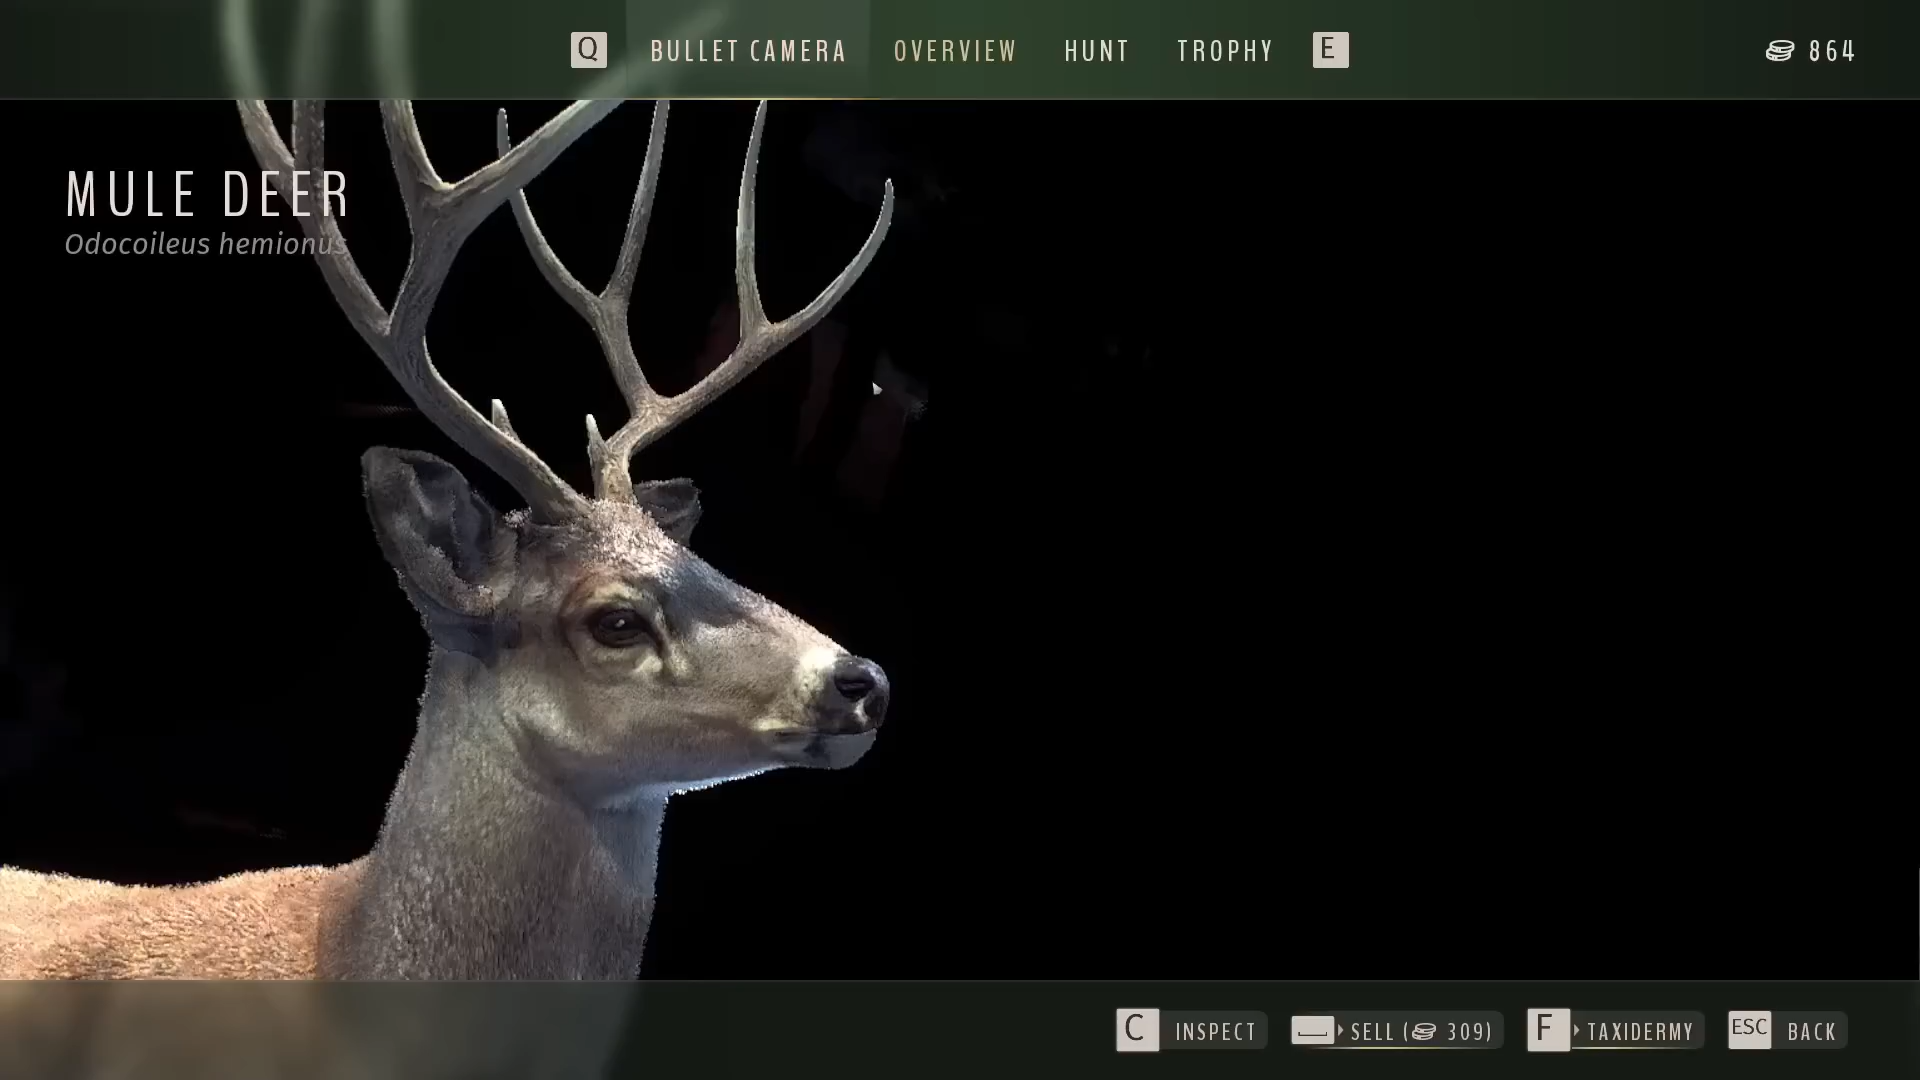 Q BULLET CAMERA OVERVIEW HUNT TROPHY E 864
MULE DEER
Odocoileus hemionus
C INSPECT SELL ( 309) F TAXIDERMY ESC BACK